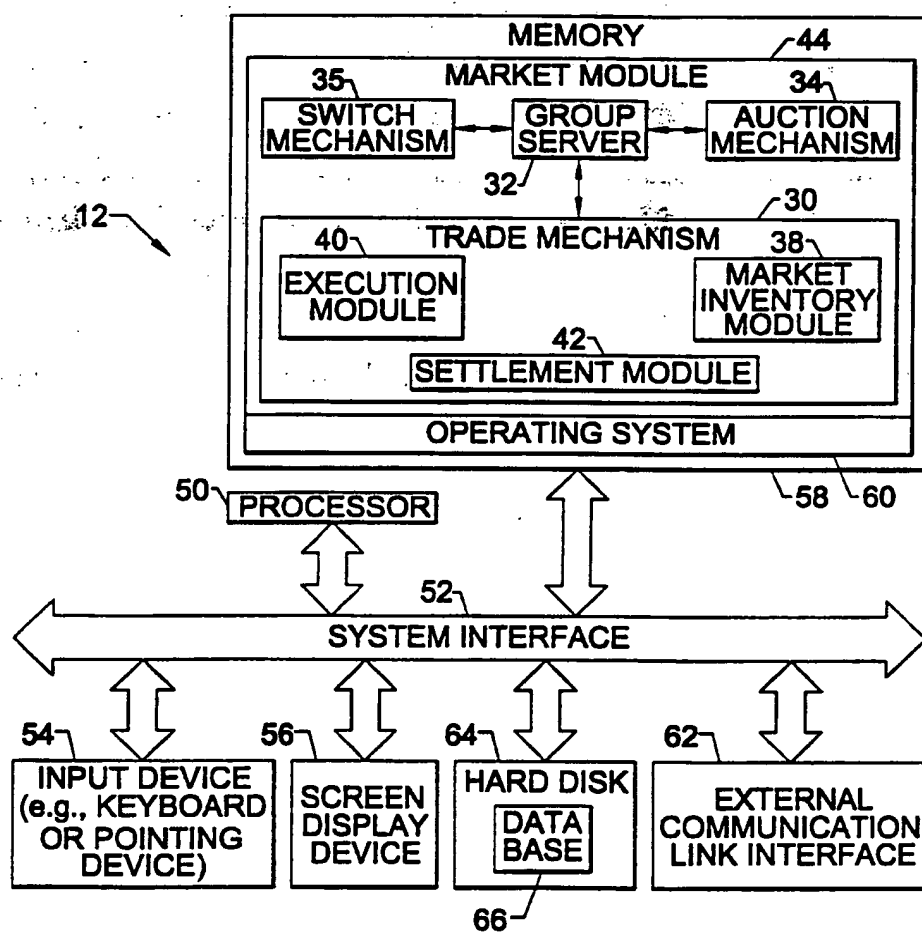 MEMORY
44
MARKET MODULE
35
34
SWITCH
MECHANISM
GROUP
SERVER
AUCTION
MECHANISM
32
12
30
TRADE MECHANISM
40
38
EXECUTION
MODULE
MARKET
INVENTORY
MODULE
42
SETTLEMENT MODULE
OPERATING SYSTEM
58
60
50
PROCESSOR
52
SYSTEM INTERFACE
54
56
64
62
INPUT DEVICE
(e.g., KEYBOARD
OR POINTING
DEVICE)
SCREEN
DISPLAY
DEVICE
HARD DISK
DATA
BASE
EXTERNAL
COMMUNICATION
LINK INTERFACE
66